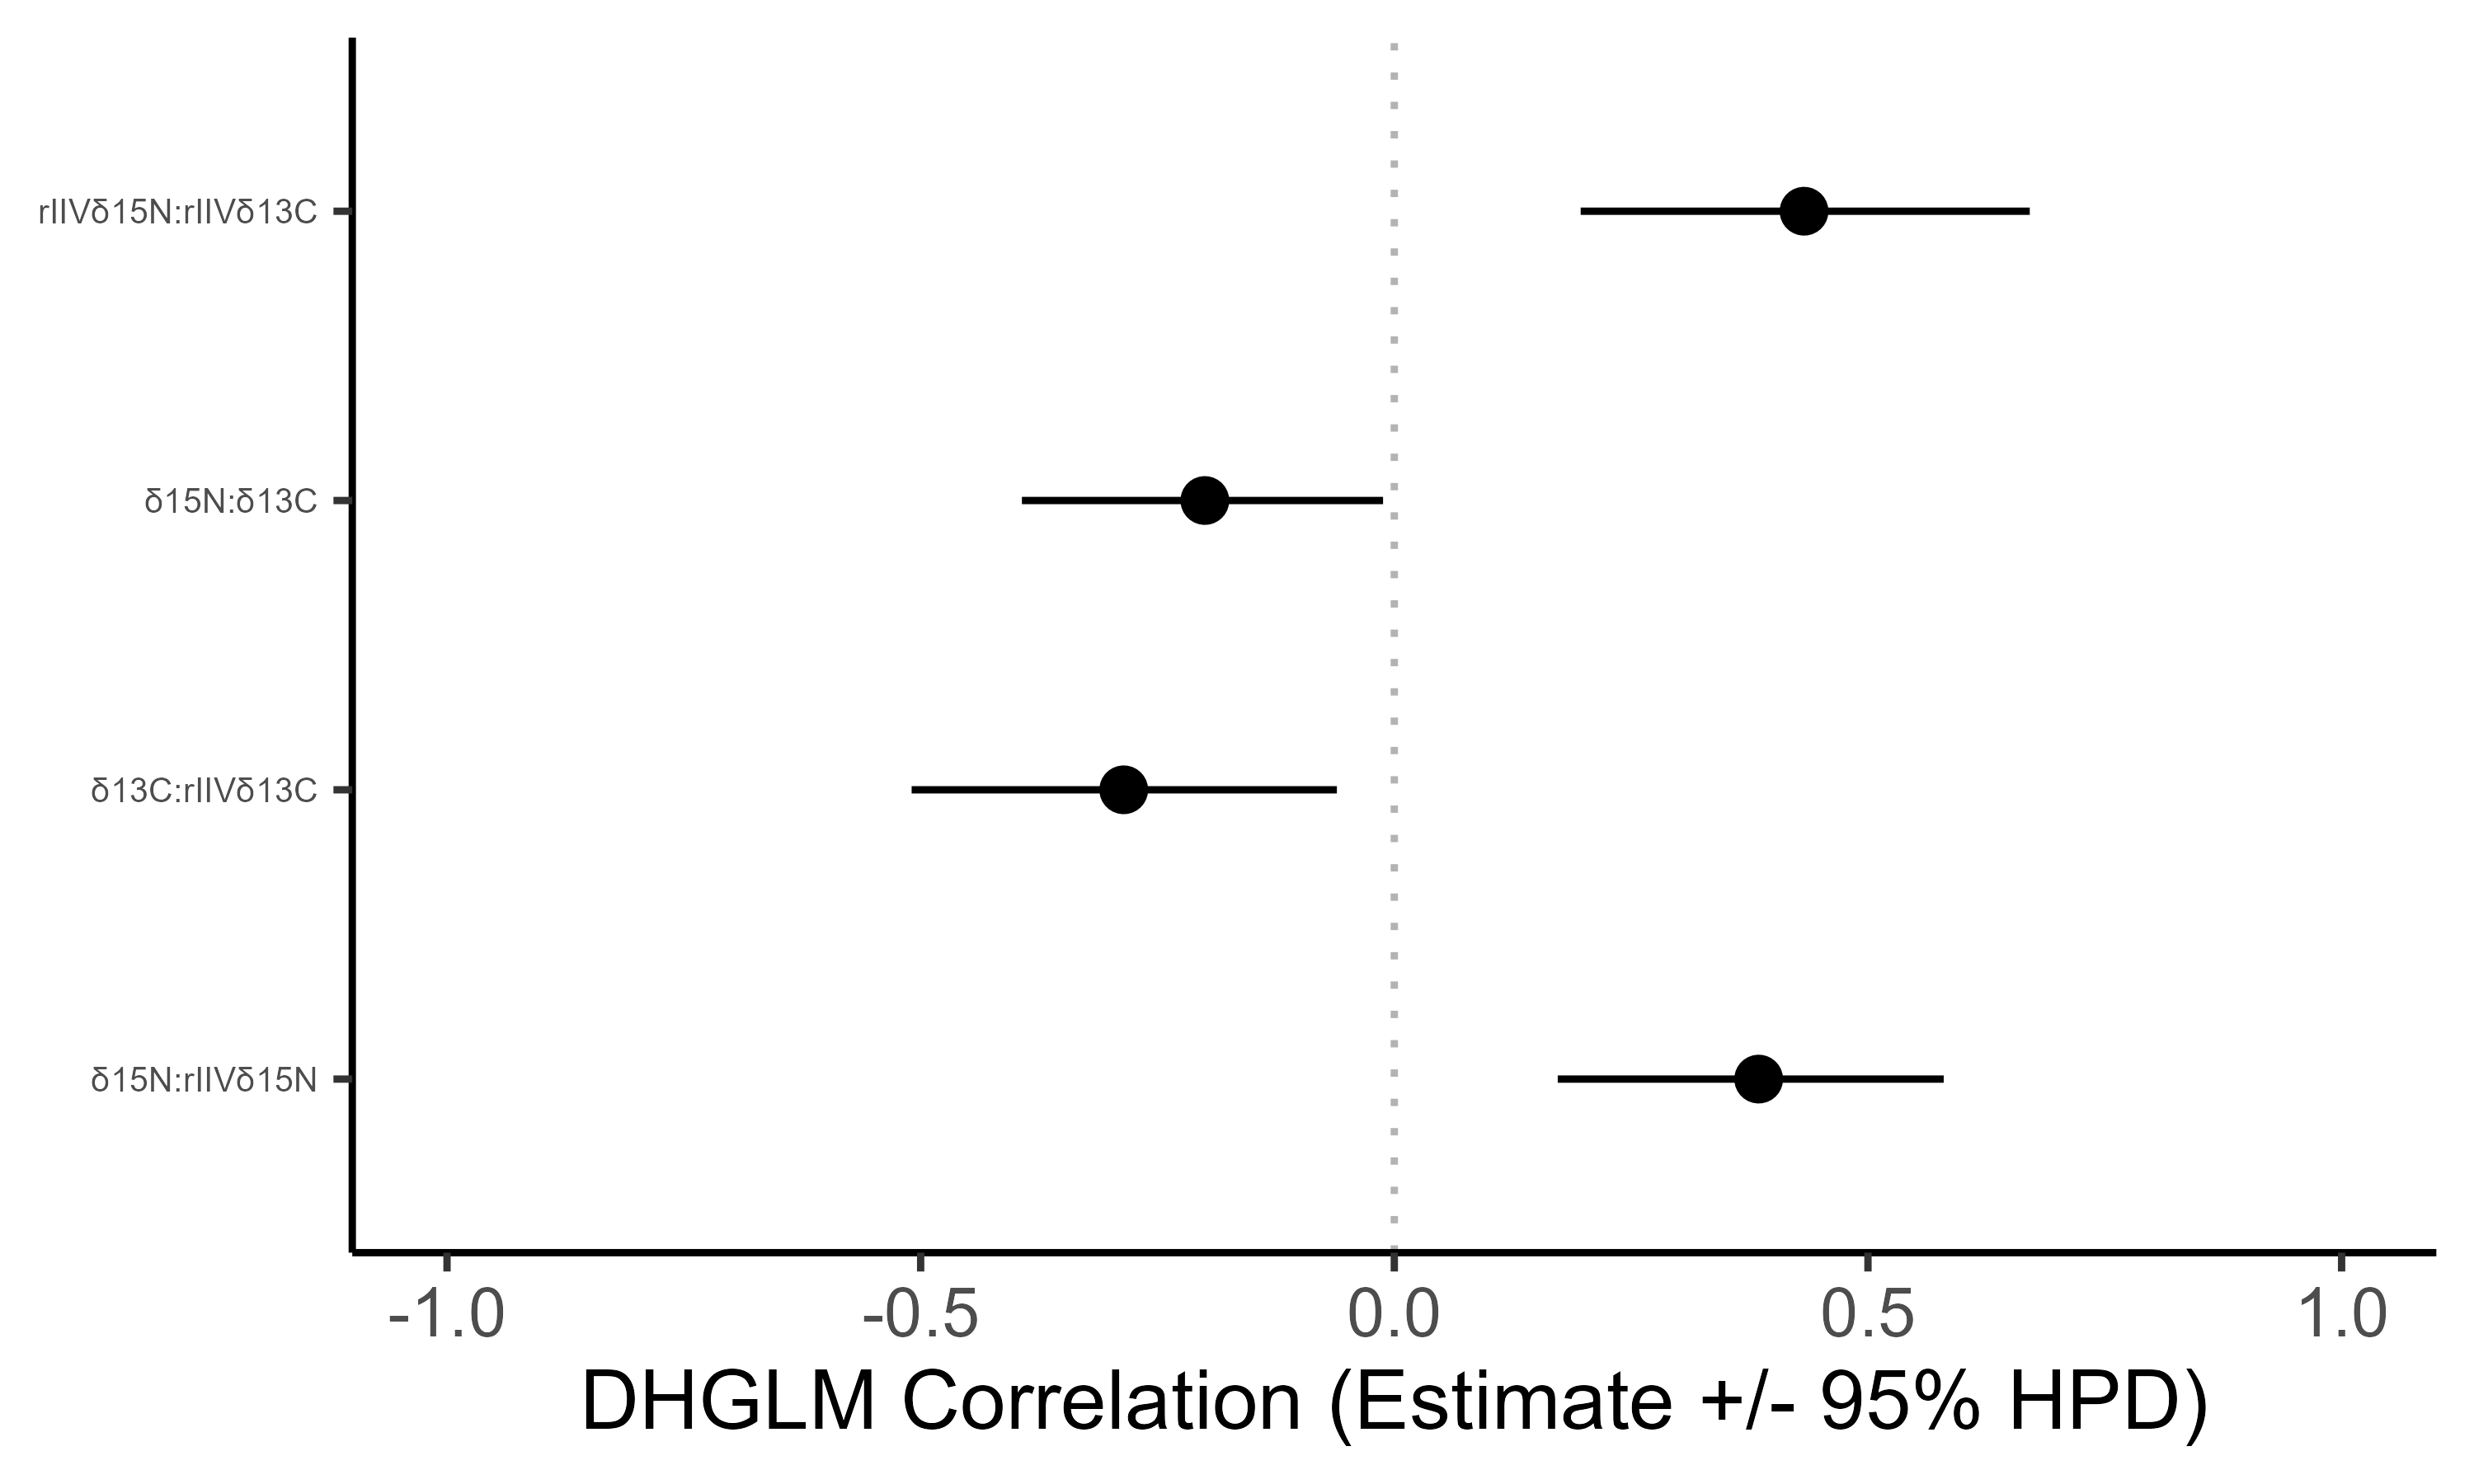 rIIVδ15N:rIIVδ13C
δ15N:δ13C
δ13C:rIIVδ13C
δ15N:rIIVδ15N
-1.0 -0.5 0.0 0.5 1.0
DHGLM Correlation (Estimate +/- 95% HPD)